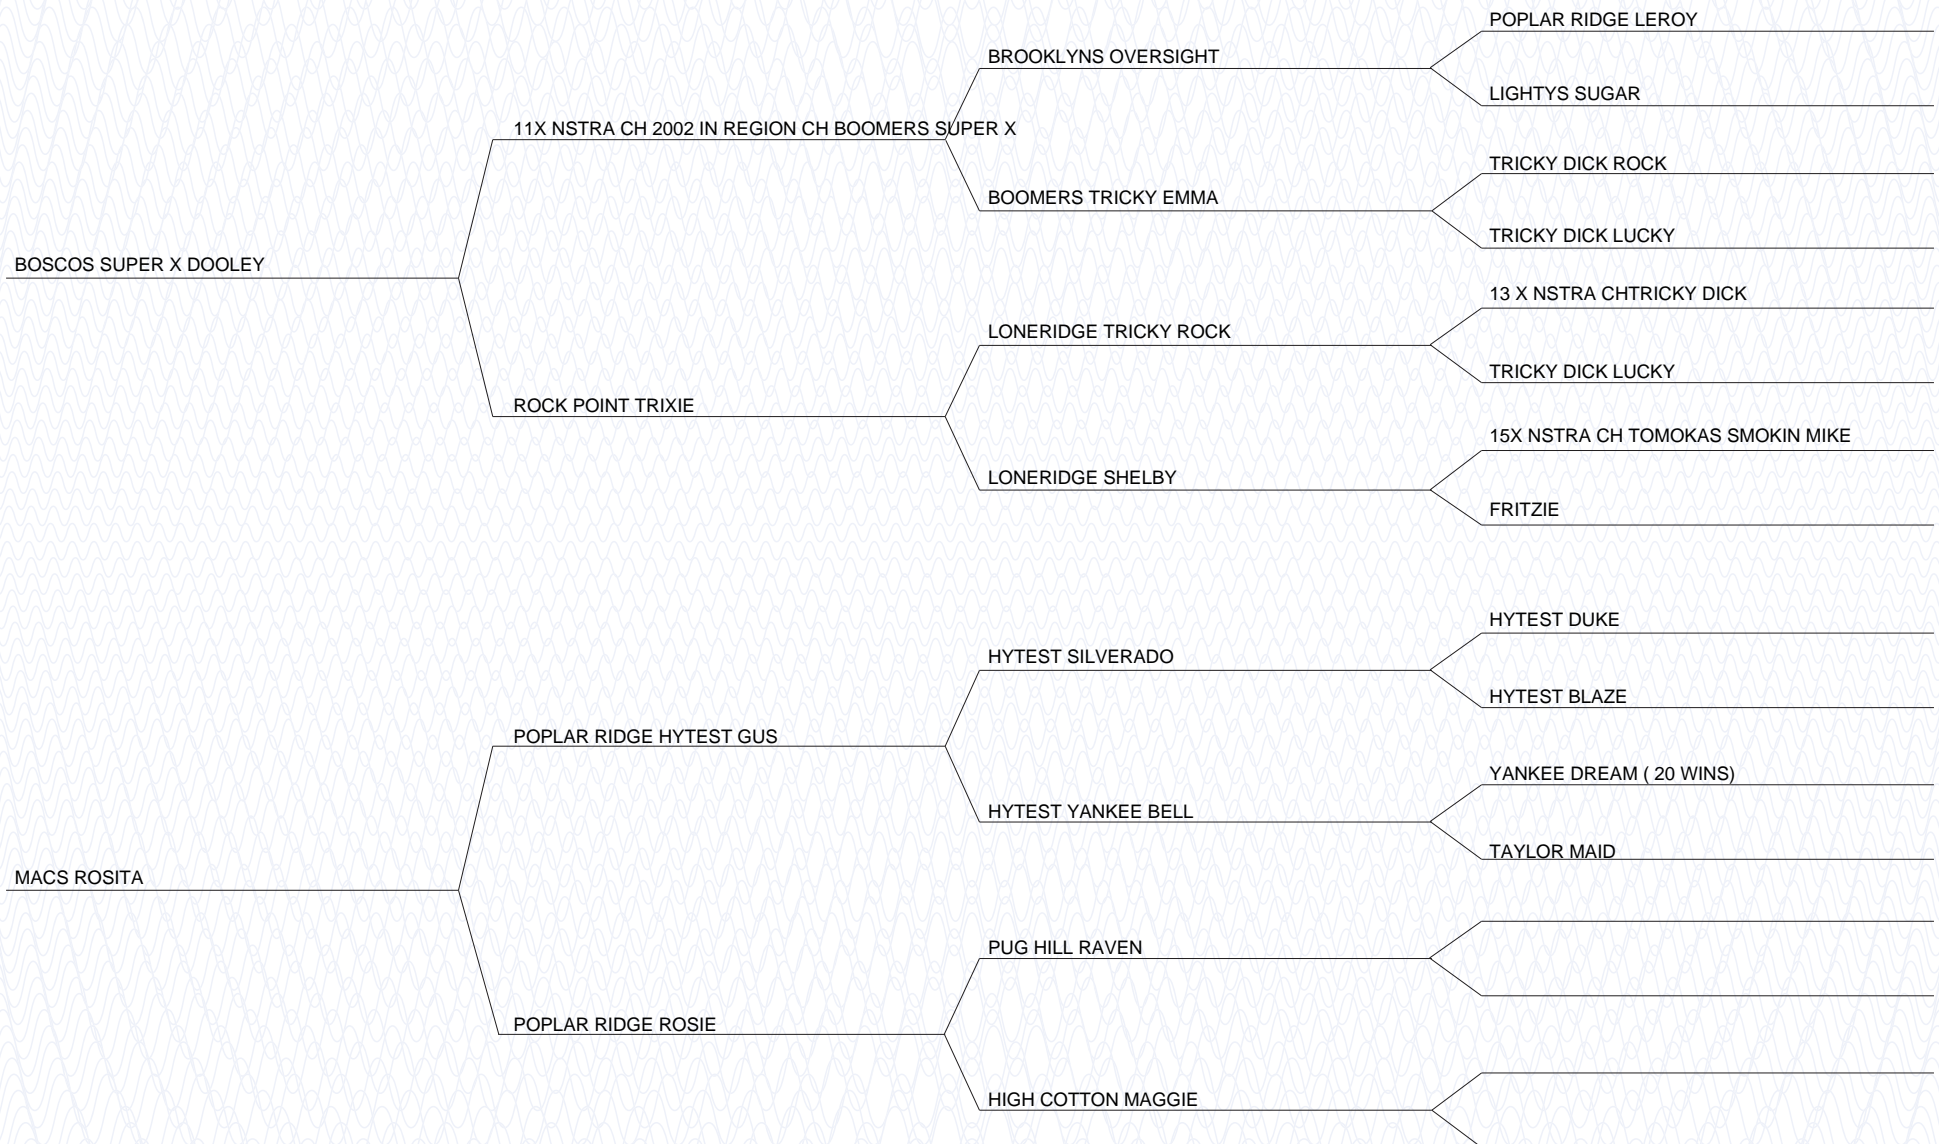 POPLAR RIDGE LEROY
BROOKLYNS OVERSIGHT
LIGHTYS SUGAR
11X NSTRA CH 2002 IN REGION CH BOOMERS SUPER X
TRICKY DICK ROCK
BOOMERS TRICKY EMMA
TRICKY DICK LUCKY
BOSCOS SUPER X DOOLEY
13 X NSTRA CHTRICKY DICK
LONERIDGE TRICKY ROCK
TRICKY DICK LUCKY
ROCK POINT TRIXIE
15X NSTRA CH TOMOKAS SMOKIN MIKE
LONERIDGE SHELBY
FRITZIE
HYTEST DUKE
HYTEST SILVERADO
HYTEST BLAZE
POPLAR RIDGE HYTEST GUS
YANKEE DREAM ( 20 WINS)
HYTEST YANKEE BELL
TAYLOR MAID
MACS ROSITA
PUG HILL RAVEN
POPLAR RIDGE ROSIE
HIGH COTTON MAGGIE